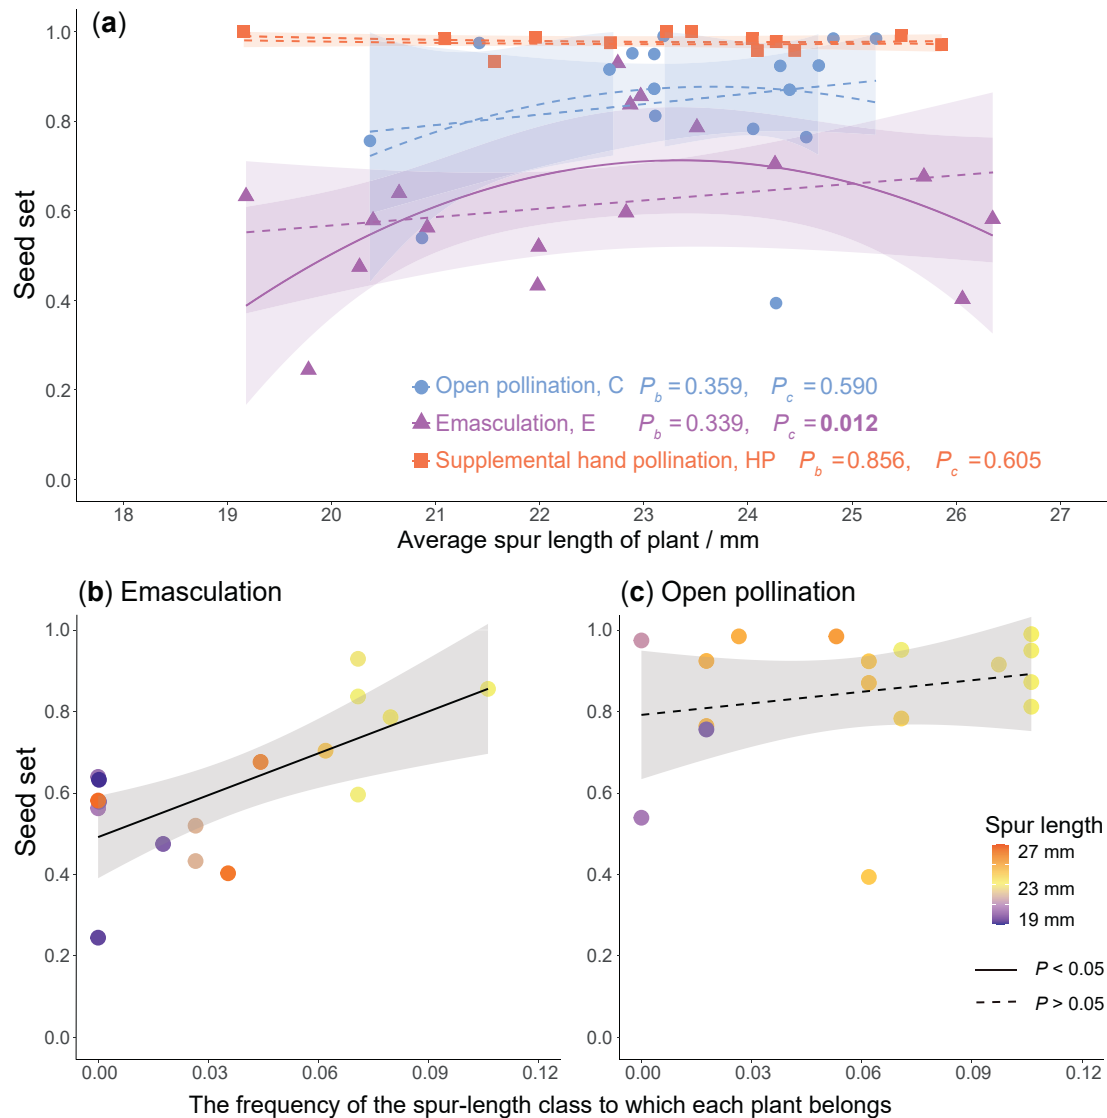 (a)
1.0
0.8
0.6
0.4
0.2
0.0
Seed set
Open pollination, C P_b = 0.359, P_c = 0.590
Emasculation, E P_b = 0.339, P_c = 0.012
Supplemental hand pollination, HP P_b = 0.856, P_c = 0.605
18 19 20 21 22 23 24 25 26 27
Average spur length of plant / mm
(b) Emasculation
1.0
0.8
0.6
0.4
0.2
0.0
Seed set
0.00 0.03 0.06 0.09 0.12
(c) Open pollination
1.0
0.8
0.6
0.4
0.2
0.0
Spur length
27 mm
23 mm
19 mm
P < 0.05
P > 0.05
0.00 0.03 0.06 0.09 0.12
The frequency of the spur-length class to which each plant belongs